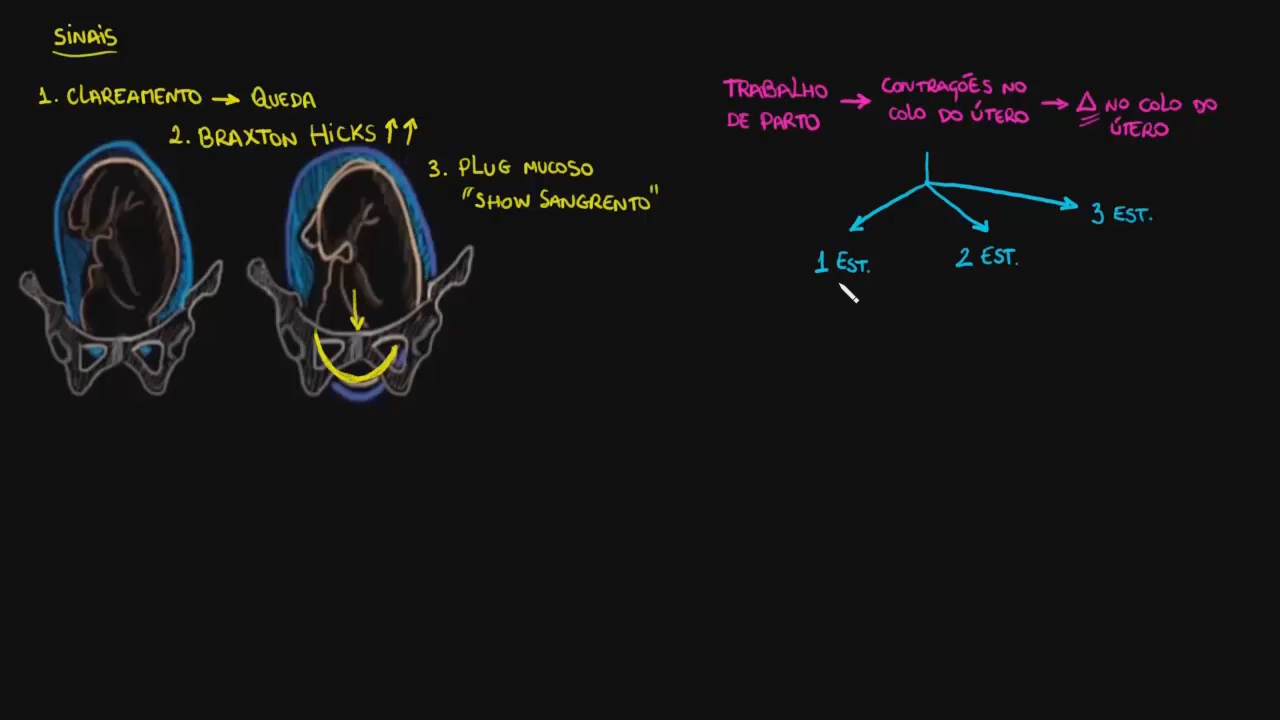 SINAIS
1. CLAREAMENTO → QUEDA
2. BRAXTON HICKS ↑↑
3. PLUG MUCOSO
"SHOW SANGRENTO"
TRABALHO
DE PARTO
→ CONTRAÇÕES NO
COLO DO ÚTERO
→ Δ NO COLO DO
ÚTERO
1 EST.
2 EST.
3 EST.